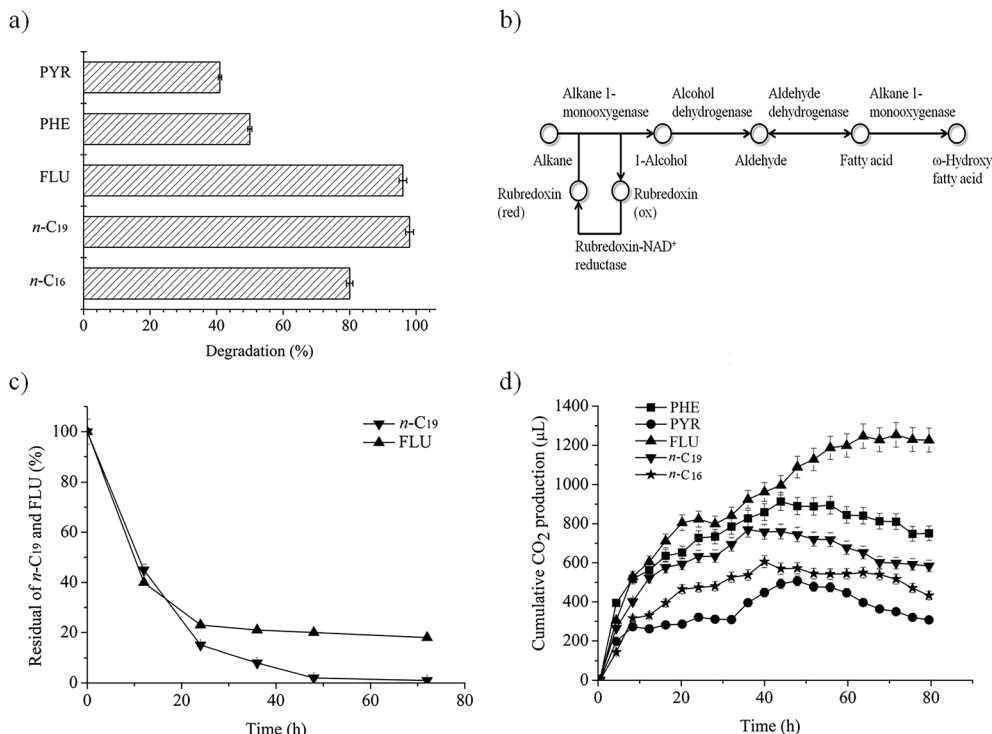 a)
PYR
PHE
FLU
n-C19
n-C16
0 20 40 60 80 100
Degradation (%)
b)
Alkane 1-
monooxygenase
Alcohol
dehydrogenase
Aldehyde
dehydrogenase
Alkane 1-
monooxygenase
Alkane
1-Alcohol
Aldehyde
Fatty acid
ω-Hydroxy
fatty acid
Rubredoxin
(red)
Rubredoxin
(ox)
Rubredoxin-NAD+
reductase
c)
Residual of n-C19 and FLU (%)
100
80
60
40
20
0
n-C19
FLU
0 20 40 60 80
Time (h)
d)
Cumulative CO2 production (μL)
1400
1200
1000
800
600
400
200
0
PHE
PYR
FLU
n-C19
n-C16
0 10 20 30 40 50 60 70 80
Time (h)